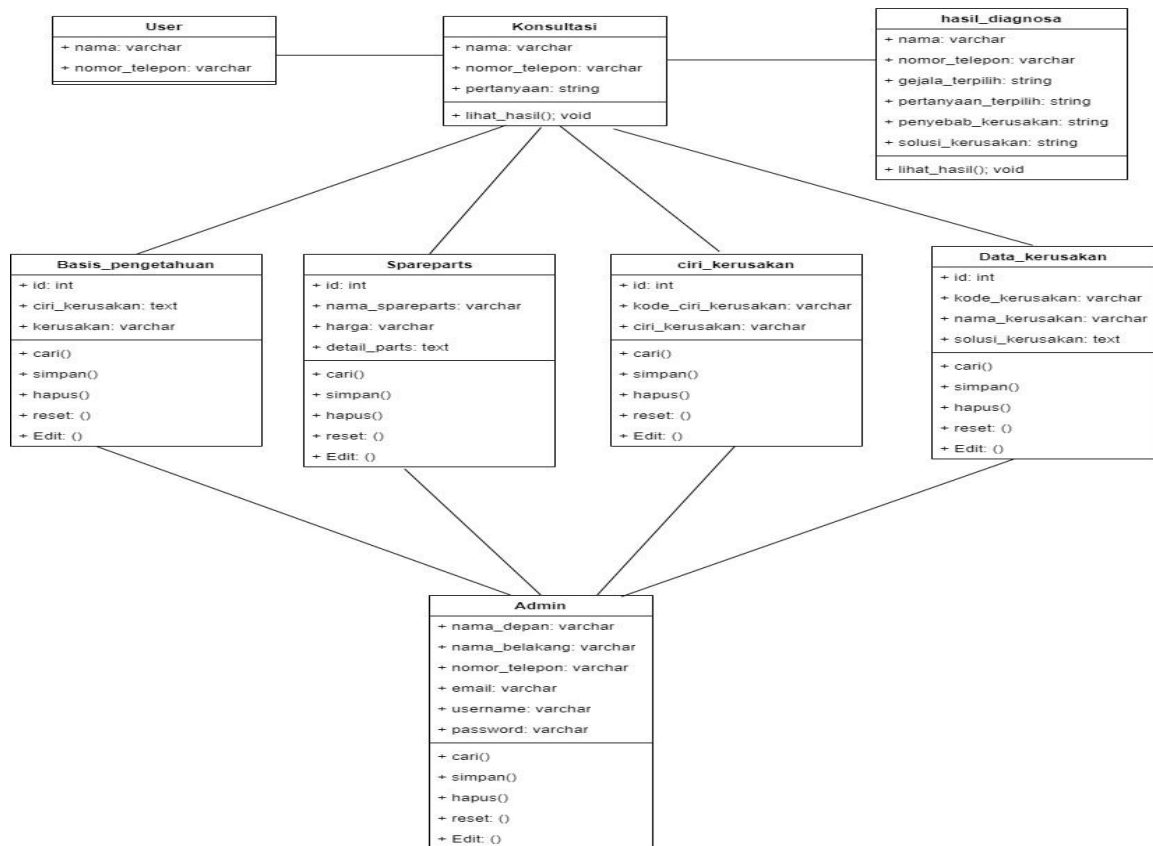 User
+ nama: varchar
+ nomor_telepon: varchar
Konsultasi
+ nama: varchar
+ nomor_telepon: varchar
+ pertanyaan: string
+ lihat_hasil(); void
hasil_diagnosa
+ nama: varchar
+ nomor_telepon: varchar
+ gejala_terpilih: string
+ pertanyaan_terpilih: string
+ penyebab_kerusakan: string
+ solusi_kerusakan: string
+ lihat_hasil(); void
Basis_pengetahuan
+ id: int
+ ciri_kerusakan: text
+ kerusakan: varchar
+ cari()
+ simpan()
+ hapus()
+ reset: ()
+ Edit: ()
Spareparts
+ id: int
+ nama_spareparts: varchar
+ harga: varchar
+ detail_parts: text
+ cari()
+ simpan()
+ hapus()
+ reset: ()
+ Edit: ()
ciri_kerusakan
+ id: int
+ kode_ciri_kerusakan: varchar
+ ciri_kerusakan: varchar
+ cari()
+ simpan()
+ hapus()
+ reset: ()
+ Edit: ()
Data_kerusakan
+ id: int
+ kode_kerusakan: varchar
+ nama_kerusakan: varchar
+ solusi_kerusakan: text
+ cari()
+ simpan()
+ hapus()
+ reset: ()
+ Edit: ()
Admin
+ nama_depan: varchar
+ nama_belakang: varchar
+ nomor_telepon: varchar
+ email: varchar
+ username: varchar
+ password: varchar
+ cari()
+ simpan()
+ hapus()
+ reset: ()
+ Edit: ()